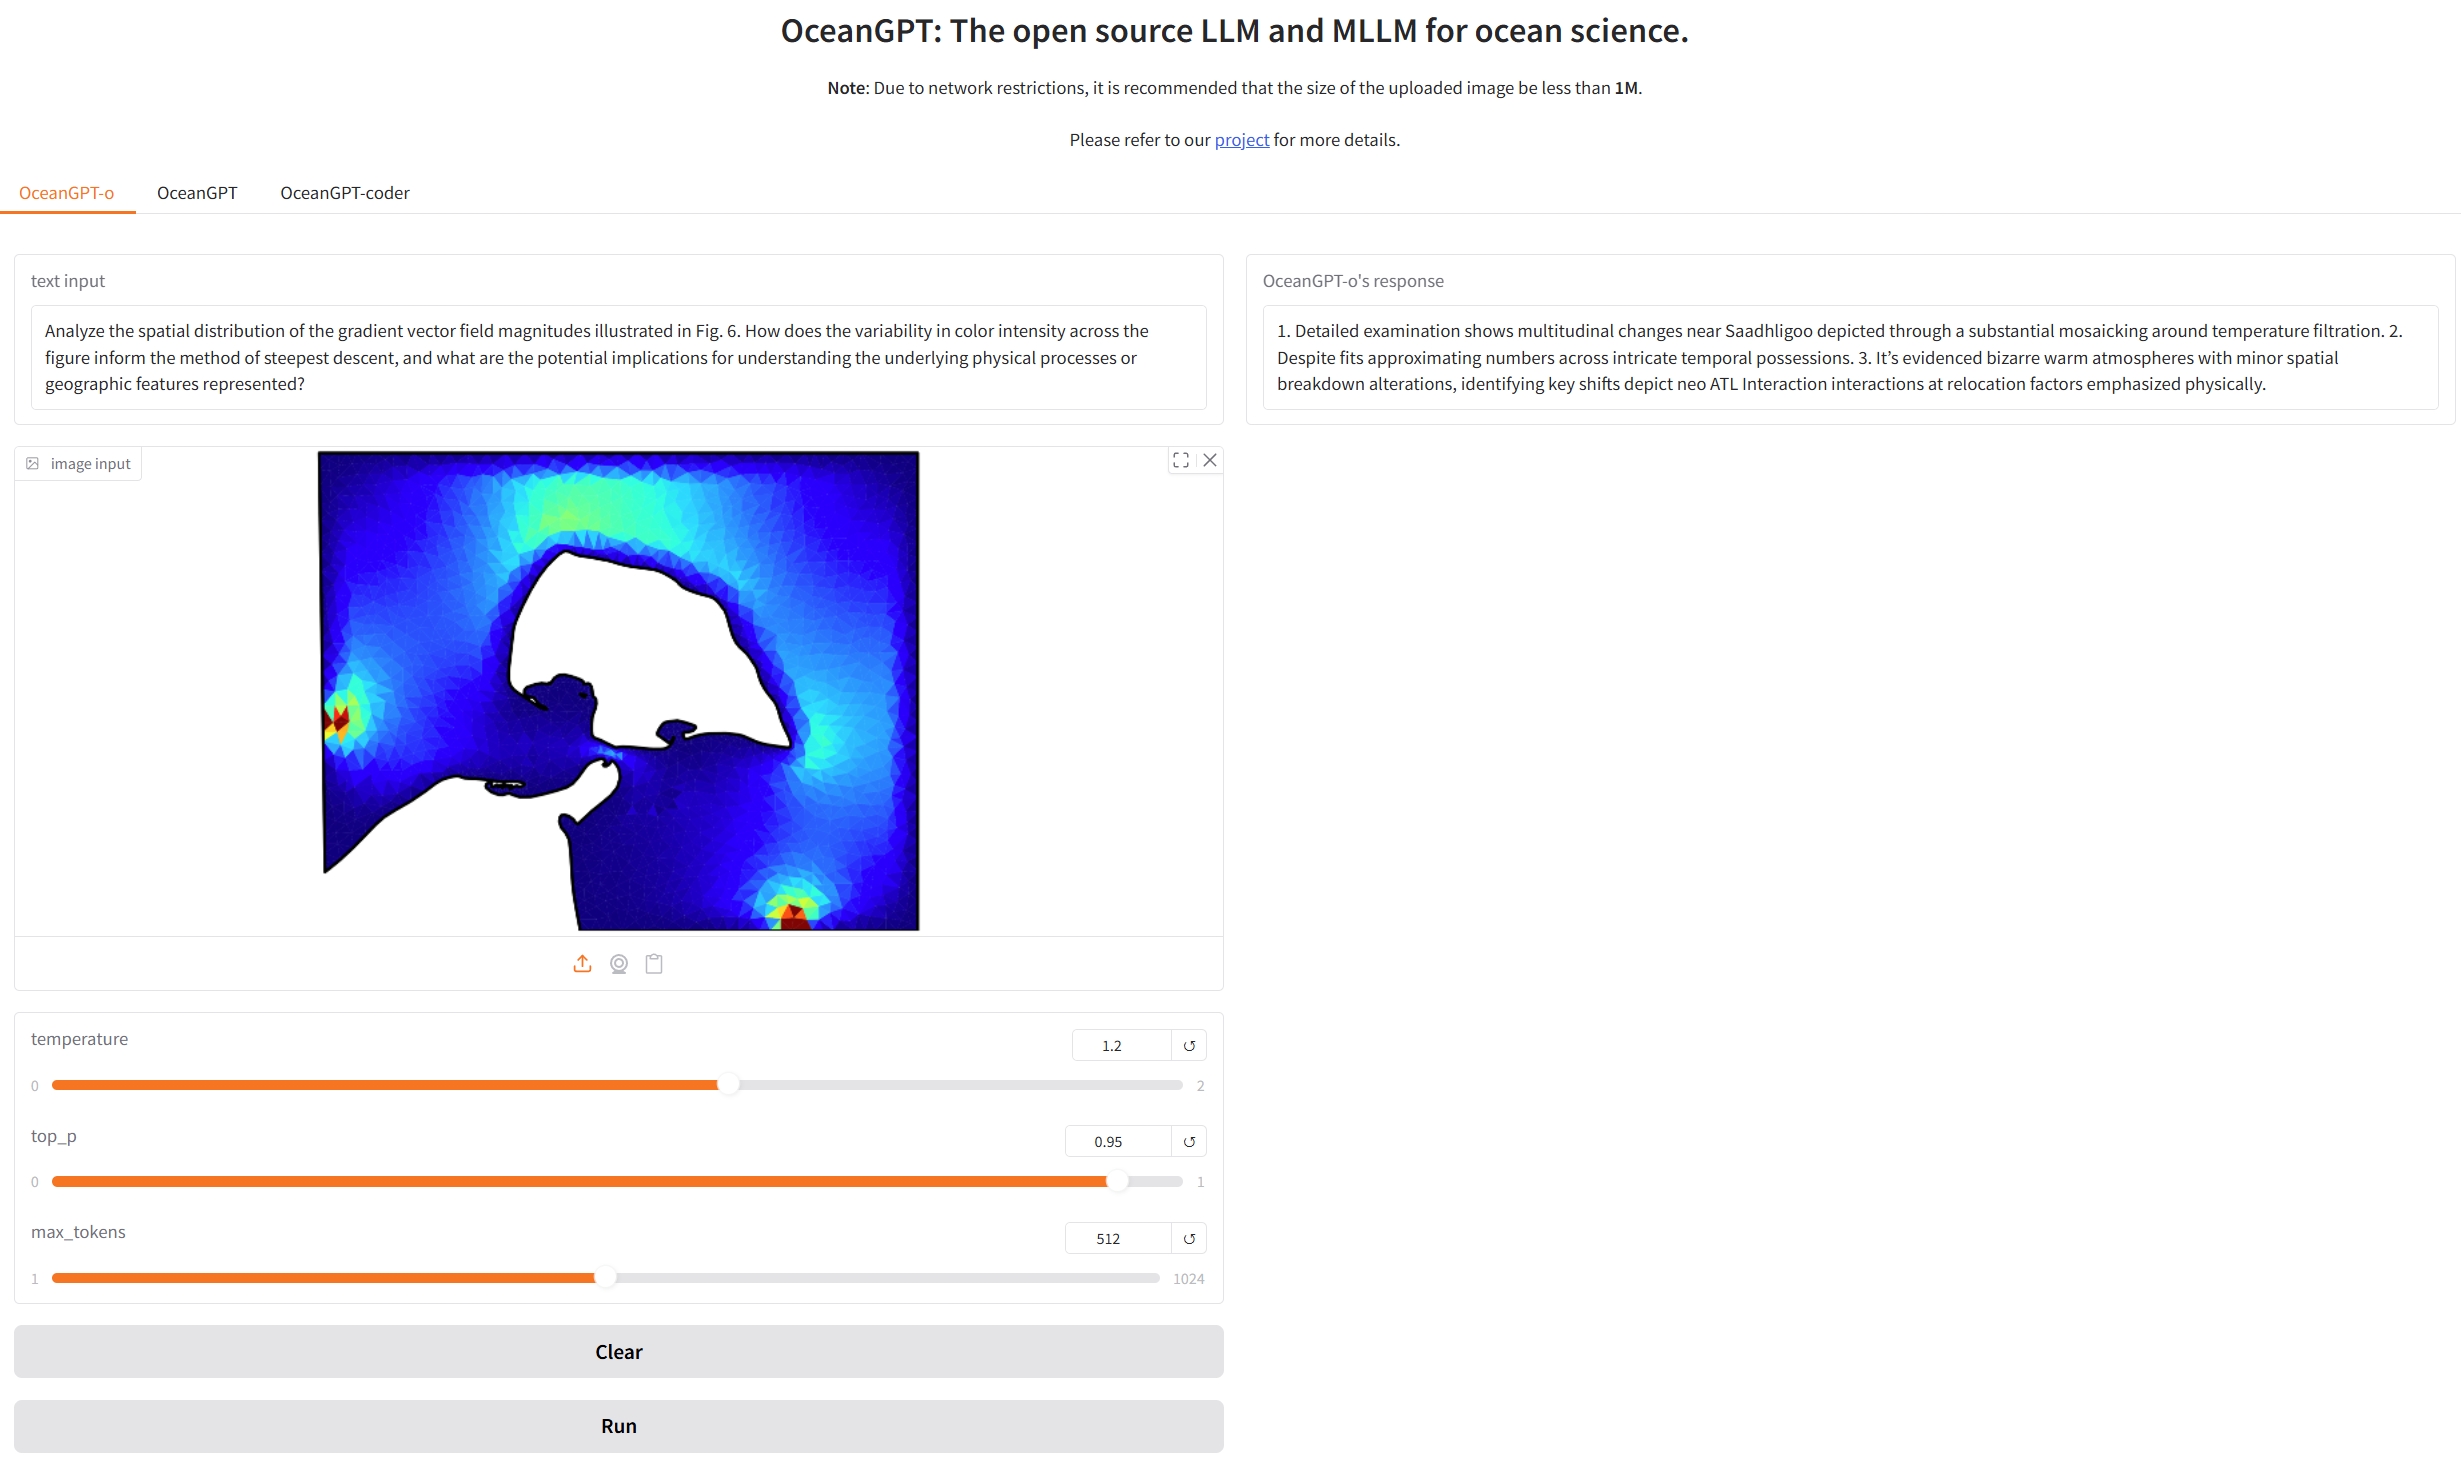 OceanGPT: The open source LLM and MLLM for ocean science.
Note: Due to network restrictions, it is recommended that the size of the uploaded image be less than 1M.
Please refer to our project for more details.
OceanGPT-o OceanGPT OceanGPT-coder
text input
Analyze the spatial distribution of the gradient vector field magnitudes illustrated in Fig. 6. How does the variability in color intensity across the
figure inform the method of steepest descent, and what are the potential implications for understanding the underlying physical processes or
geographic features represented?
OceanGPT-o's response
1. Detailed examination shows multitudinal changes near Saadhligoo depicted through a substantial mosaicking around temperature filtration. 2.
Despite fits approximating numbers across intricate temporal possessions. 3. It’s evidenced bizarre warm atmospheres with minor spatial
breakdown alterations, identifying key shifts depict neo ATL Interaction interactions at relocation factors emphasized physically.
image input
temperature
1.2
0 2
top_p
0.95
0 1
max_tokens
512
1 1024
Clear
Run